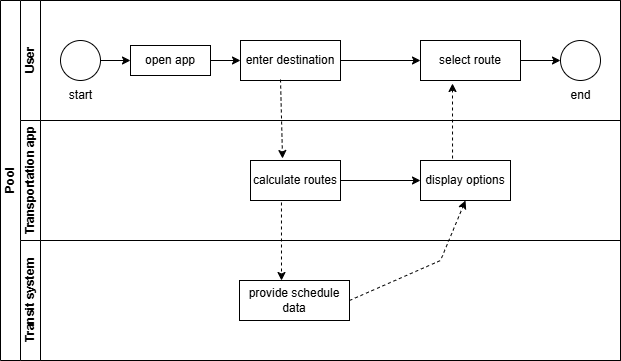 Pool
User
start
open app
enter destination
select route
end
Transportation app
calculate routes
display options
Transit system
provide schedule
data